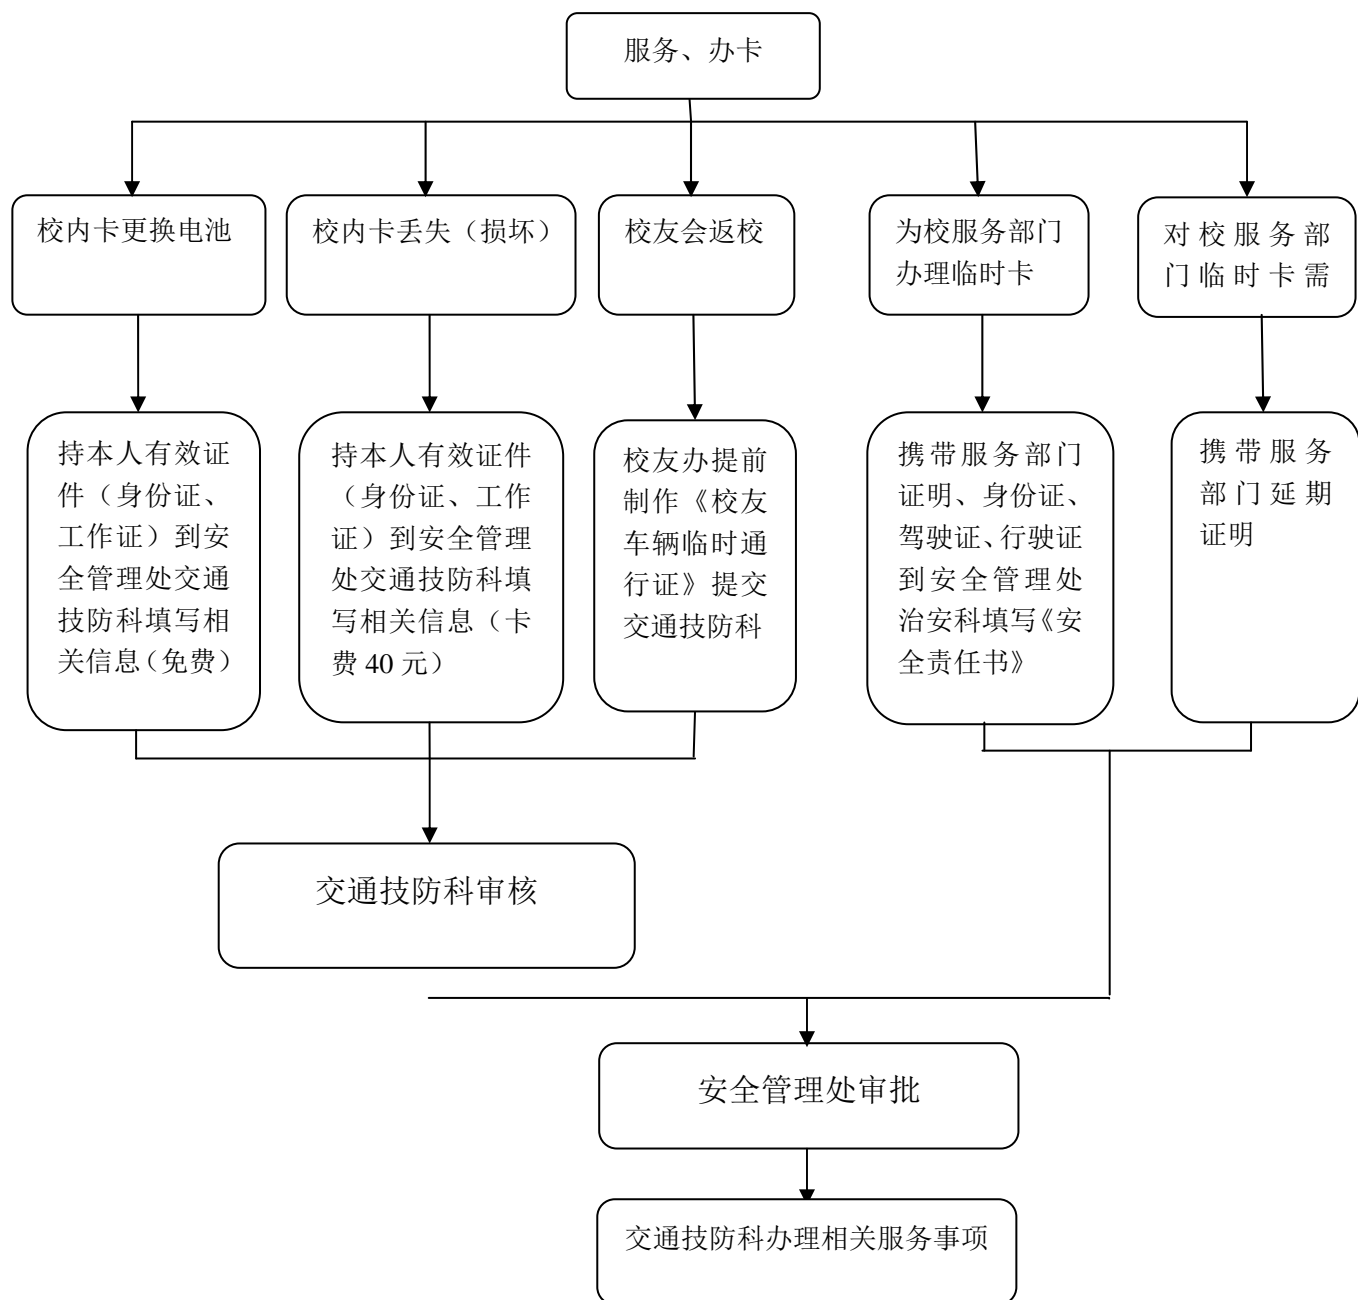 服务、办卡
校内卡更换电池
校内卡丢失（损坏）
校友会返校
为校服务部门
办理临时卡
对校服务部
门临时卡需
持本人有效证
件（身份证、
工作证）到安
全管理处交通
技防科填写相
关信息（免费）
持本人有效证件
（身份证、工作
证）到安全管理
处交通技防科填
写相关信息（卡
费 40 元）
校友办提前
制作《校友
车辆临时通
行证》提交
交通技防科
携带服务部门
证明、身份证、
驾驶证、行驶证
到安全管理处
治安科填写《安
全责任书》
携带服务
部门延期
证明
交通技防科审核
安全管理处审批
交通技防科办理相关服务事项